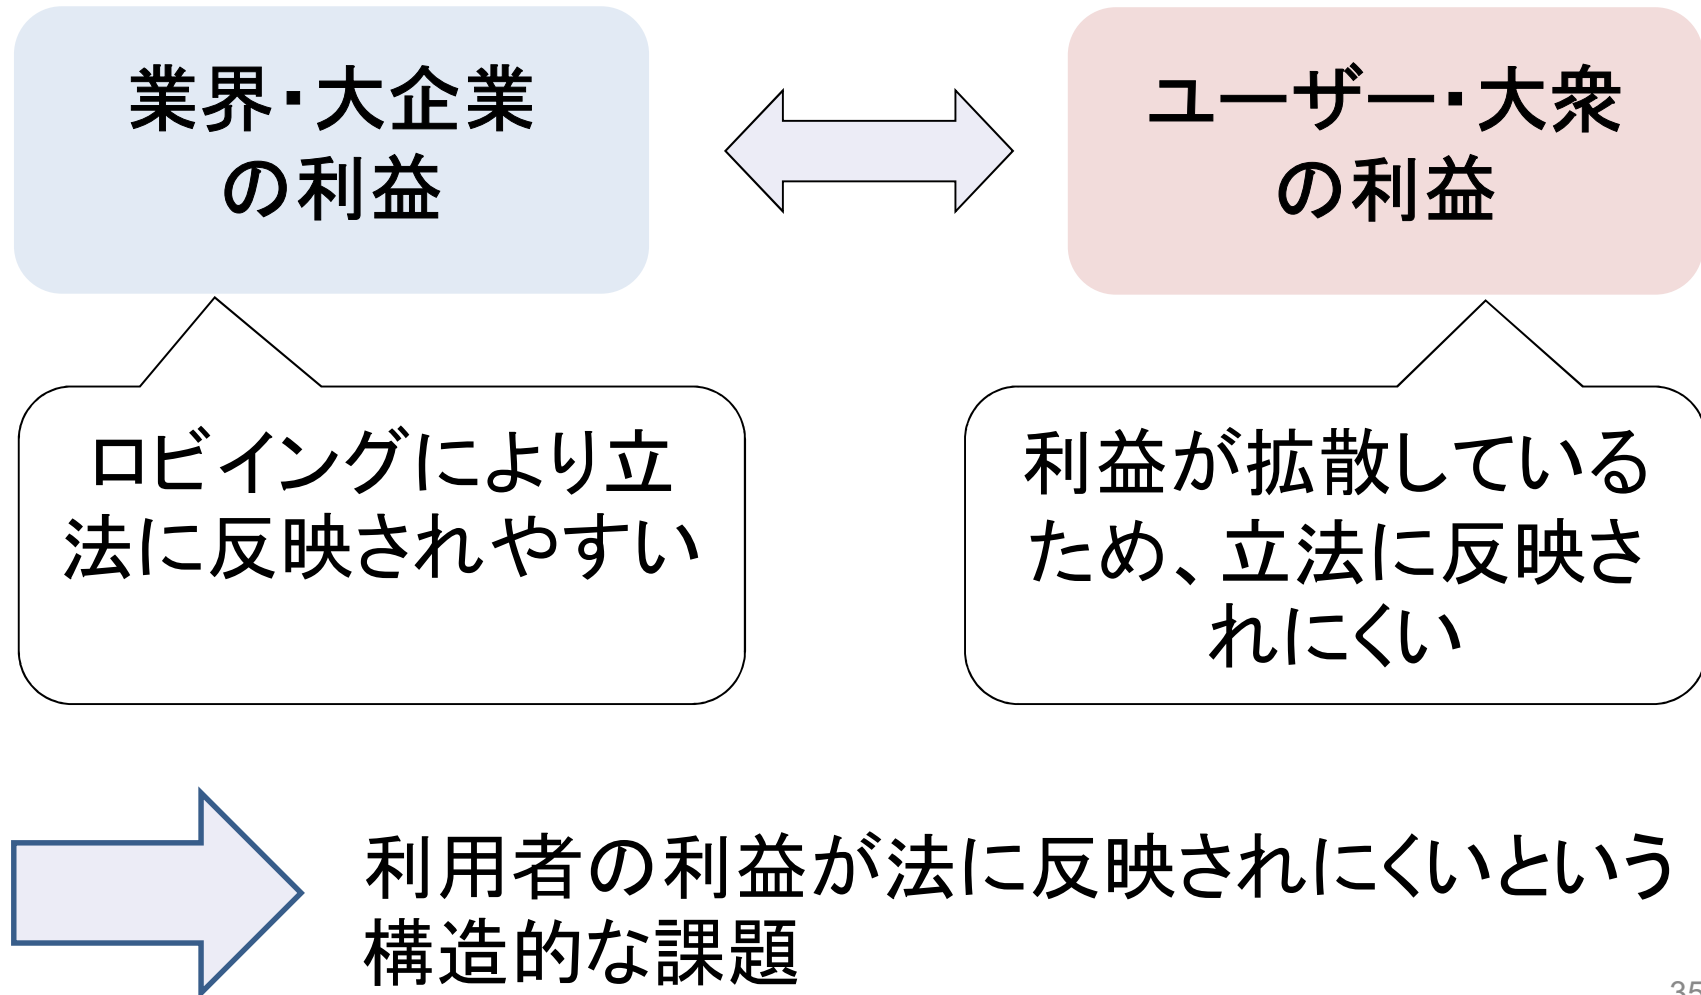 業界・大企業
の利益
ユーザー・大衆
の利益
ロビイングにより立
法に反映されやすい
利益が拡散している
ため、立法に反映さ
れにくい
利用者の利益が法に反映されにくいという
構造的な課題
35